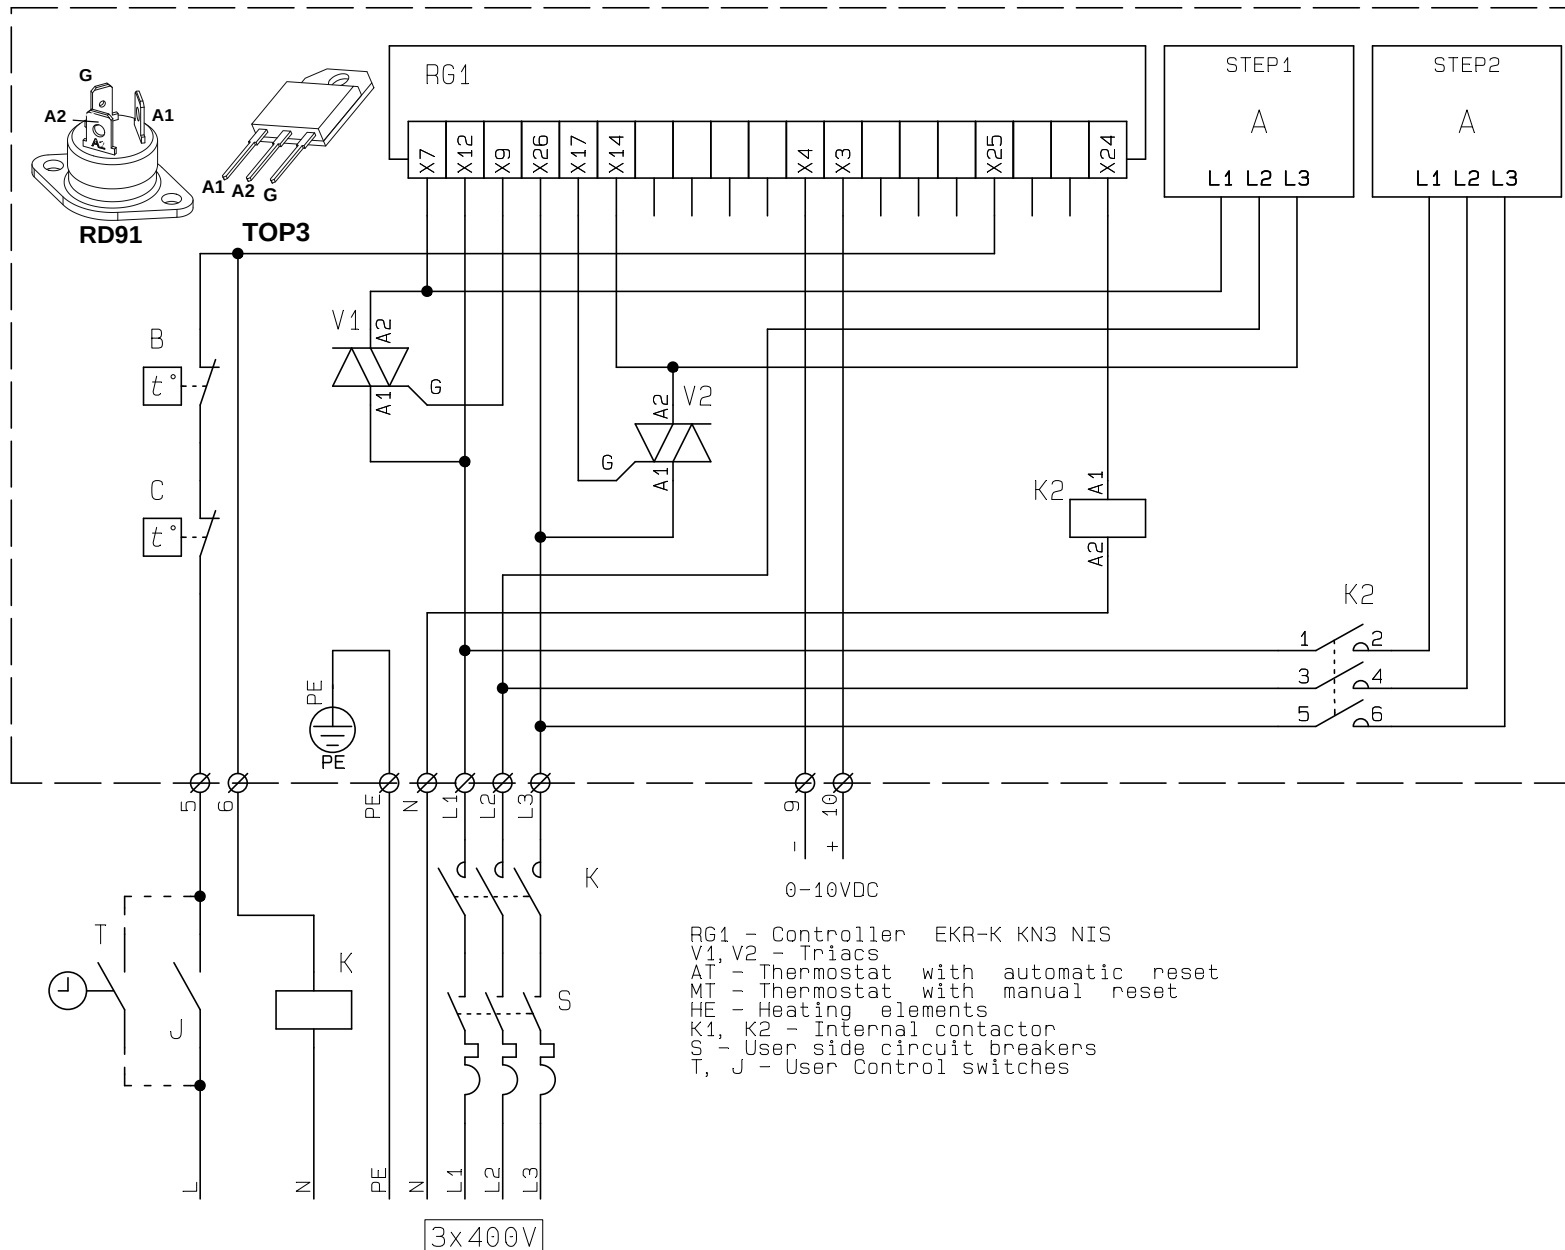 RG1
STEP1
STEP2
A
A
G
A2
A1
A2
A1 A2 G
RD91
TOP3
X7 X12 X9 X26 X17 X14 X4 X3 X25 X24
L1 L2 L3
L1 L2 L3
B
t°
C
t°
V1
A2
G
A1
A2
V2
G
A1
K2
A1
A2
K2
1 2
3 4
5 6
PE
PE
5 6 PE N L1 L2 L3 9 10
- +
0-10VDC
K
T
J
K
S
RG1 - Controller EKR-K KN3 NIS
V1, V2 - Triacs
AT - Thermostat with automatic reset
MT - Thermostat with manual reset
HE - Heating elements
K1, K2 - Internal contactor
S - User side circuit breakers
T, J - User Control switches
L N PE N L1 L2 L3
3x400V